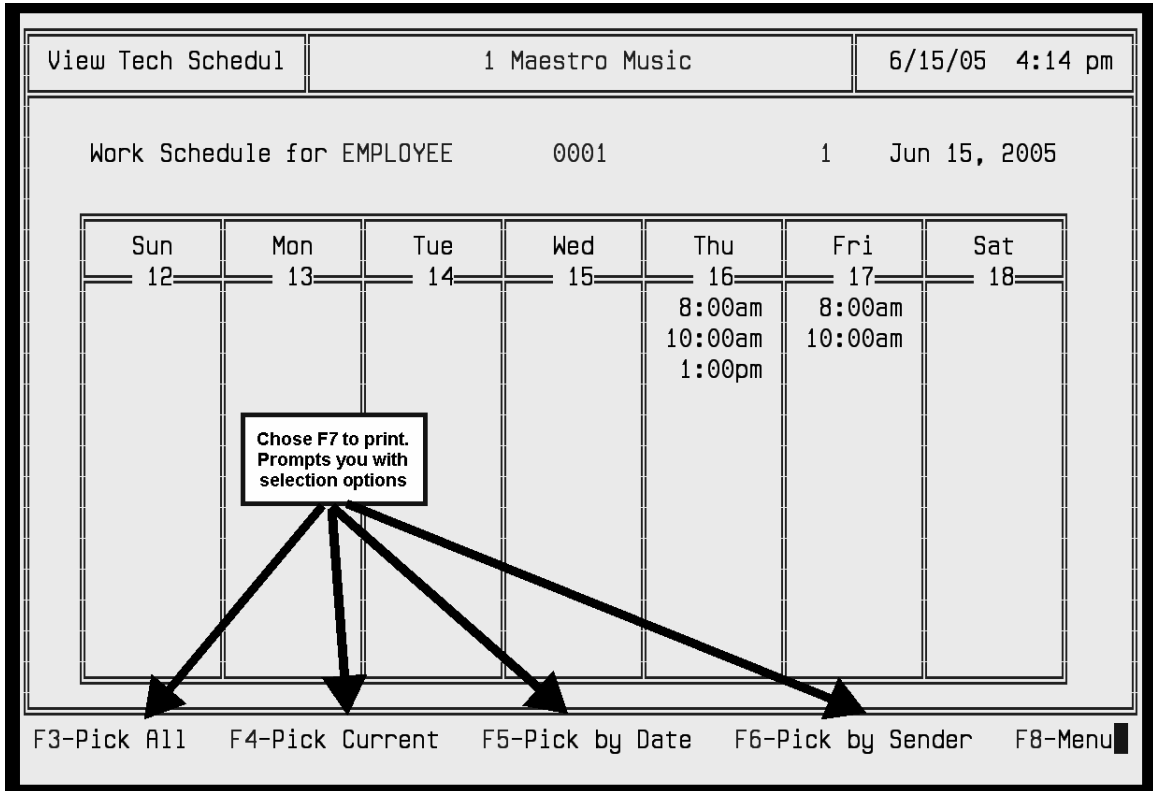 View Tech Schedul 1 Maestro Music 6/15/05 4:14 pm
Work Schedule for EMPLOYEE 0001 1 Jun 15, 2005
Sun Mon Tue Wed Thu Fri Sat
12 13 14 15 16 17 18
8:00am 8:00am
10:00am 10:00am
1:00pm
Chose F7 to print.
Prompts you with
selection options
F3-Pick All F4-Pick Current F5-Pick by Date F6-Pick by Sender F8-Menu